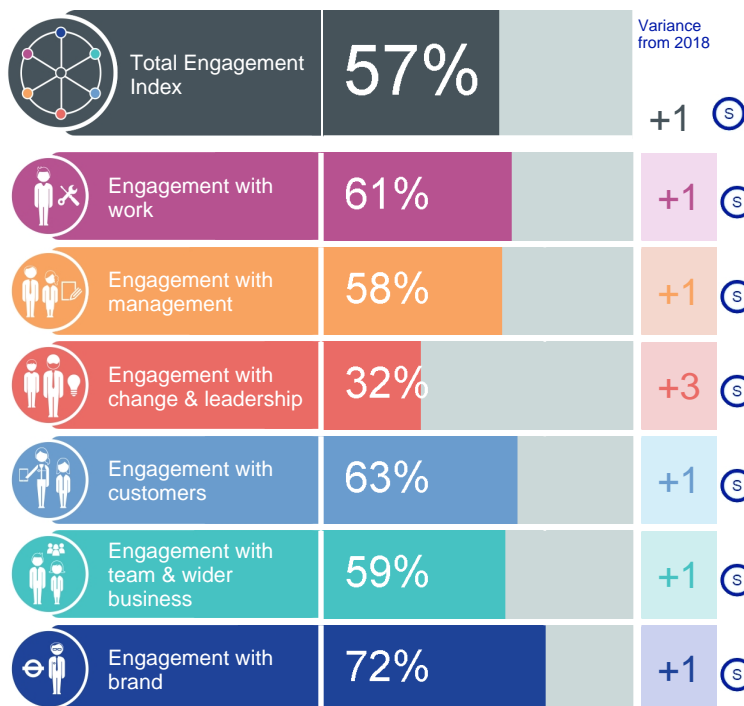 Variance
from 2018
Total Engagement
Index
57%
+1
S
Engagement with
work
61%
+1
S
Engagement with
management
58%
+1
S
Engagement with
change & leadership
32%
+3
S
Engagement with
customers
63%
+1
S
Engagement with
team & wider
business
59%
+1
S
Engagement with
brand
72%
+1
S